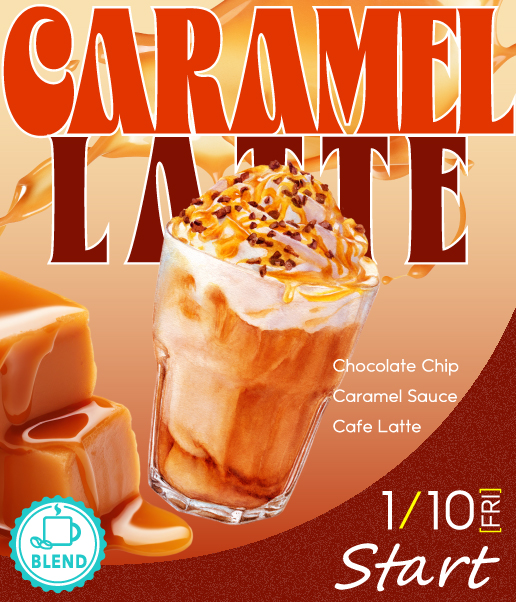 CARAMEL
LATTE
Chocolate Chip
Caramel Sauce
Cafe Latte
1/10 [FRI]
Start
BLEND